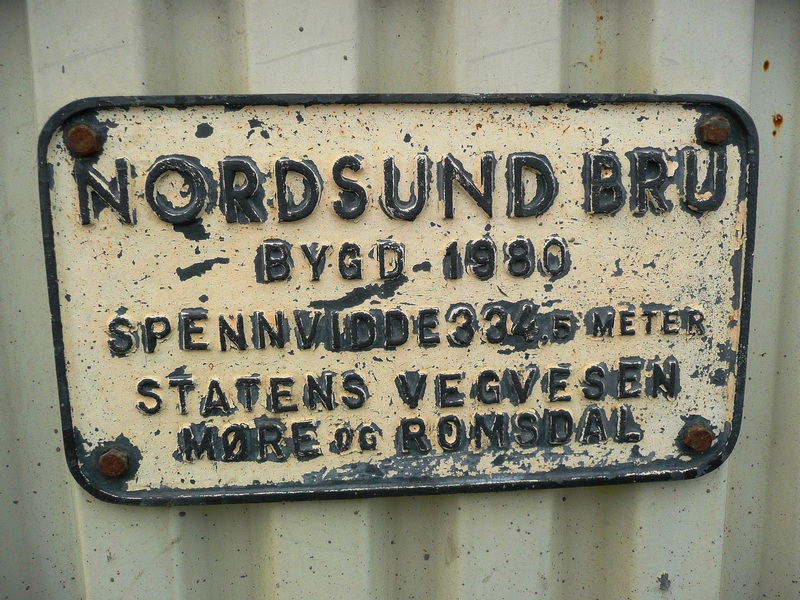 NORDSUND BRU
BYGD 1980
SPENNVIDDE 334.5 METER
STATENS VEGVESEN
MØRE OG ROMSDAL